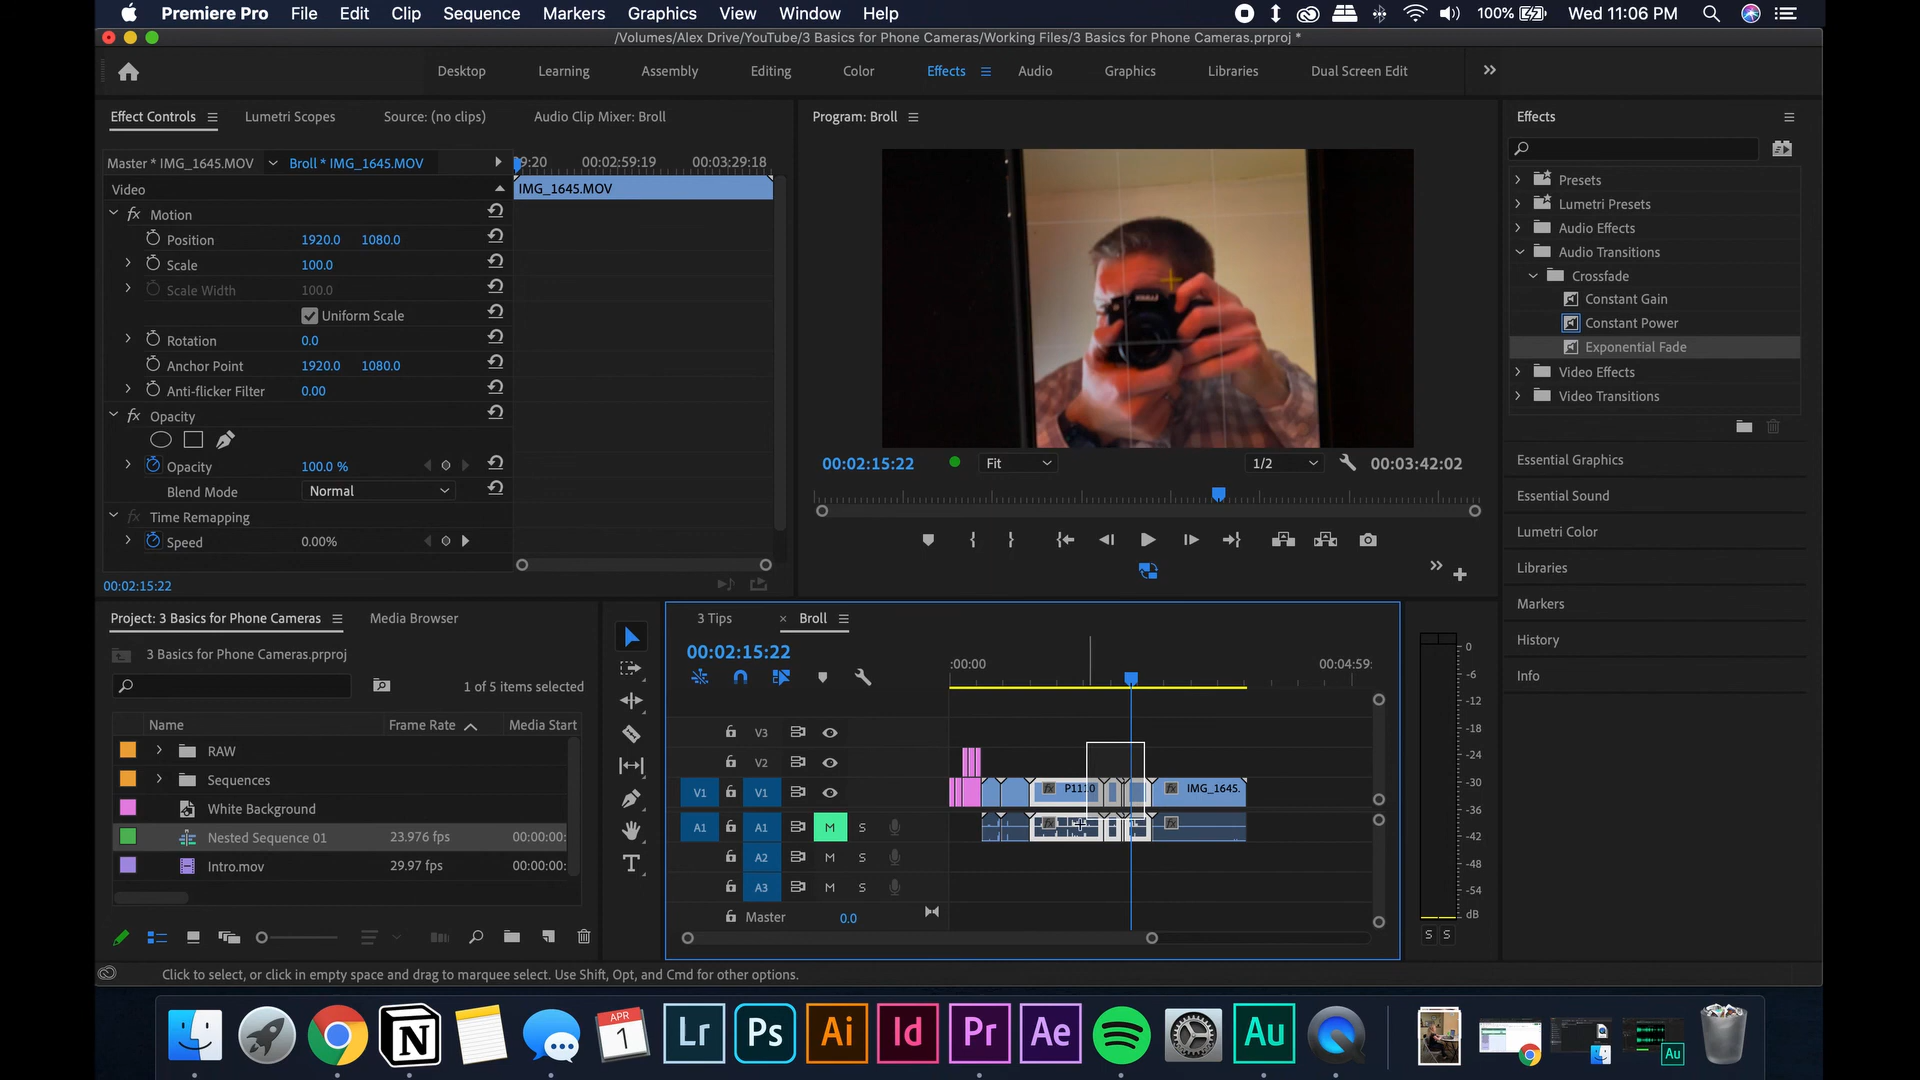 Premiere Pro File Edit Clip Sequence Markers Graphics View Window Help 100% Wed 11:06 PM
/Volumes/Alex Drive/YouTube/3 Basics for Phone Cameras/Working Files/3 Basics for Phone Cameras.prproj *
Desktop Learning Assembly Editing Color Effects Audio Graphics Libraries Dual Screen Edit
Effect Controls Lumetri Scopes Source: (no clips) Audio Clip Mixer: Broll
Master * IMG_1645.MOV Broll * IMG_1645.MOV
9:20 00:02:59:19 00:03:29:18
Video
IMG_1645.MOV
fx Motion
Position 1920.0 1080.0
Scale 100.0
Scale Width 100.0
Uniform Scale
Rotation 0.0
Anchor Point 1920.0 1080.0
Anti-flicker Filter 0.00
fx Opacity
Opacity 100.0 %
Blend Mode Normal
fx Time Remapping
Speed 0.00%
00:02:15:22
Program: Broll
00:02:15:22 Fit 1/2 00:03:42:02
Effects
Presets
Lumetri Presets
Audio Effects
Audio Transitions
Crossfade
Constant Gain
Constant Power
Exponential Fade
Video Effects
Video Transitions
Essential Graphics
Essential Sound
Lumetri Color
Libraries
Markers
History
Info
Project: 3 Basics for Phone Cameras Media Browser
3 Basics for Phone Cameras.prproj
1 of 5 items selected
Name Frame Rate Media Start
RAW
Sequences
White Background
Nested Sequence 01 23.976 fps 00:00:00:
Intro.mov 29.97 fps 00:00:00:
3 Tips × Broll
00:02:15:22
:00:00 00:04:59:
V3
V2
V1 V1 fx P1110 fx IMG_1645.
A1 A1 M S fx fx
A2 M S
A3 M S
Master 0.0
0
-6
-12
-18
-24
-30
-36
-42
-48
-54
dB
S S
Click to select, or click in empty space and drag to marquee select. Use Shift, Opt, and Cmd for other options.
APR
1
Lr Ps Ai Id Pr Ae Au
Au